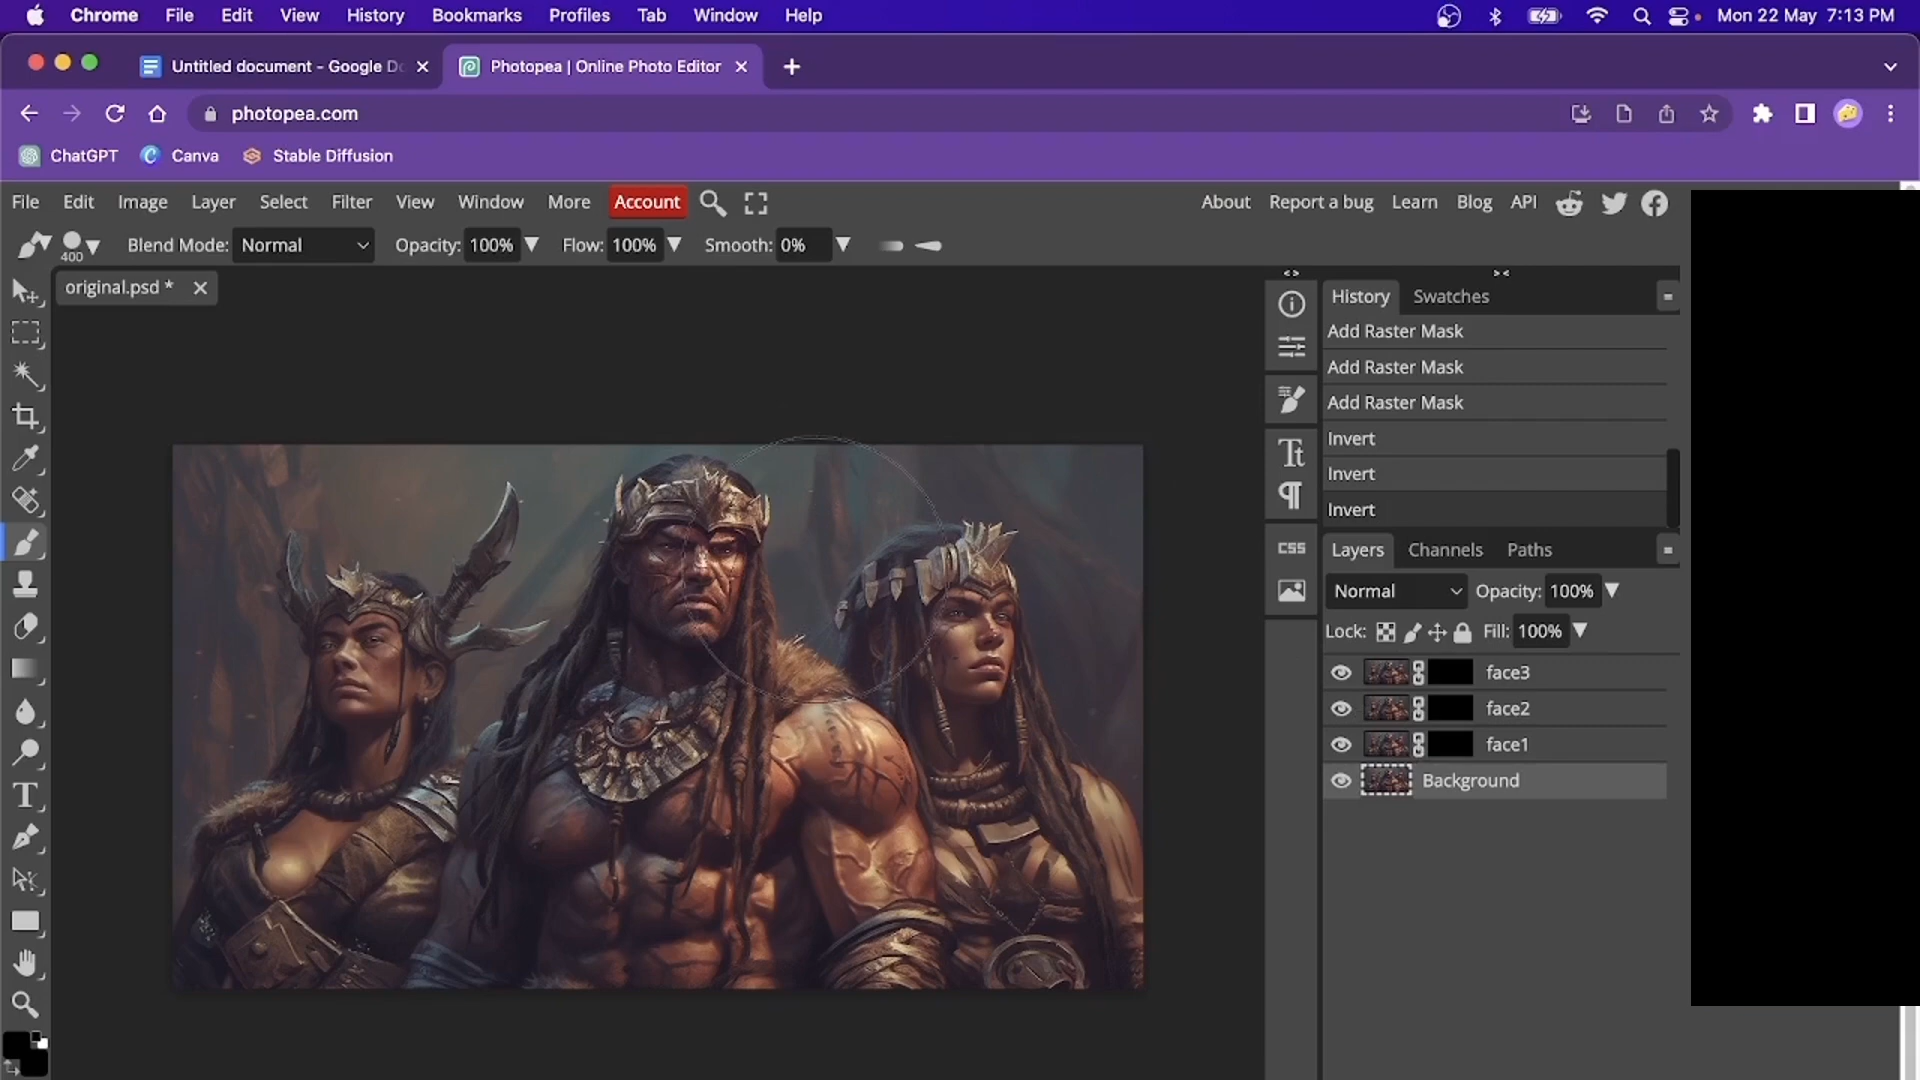 Chrome File Edit View History Bookmarks Profiles Tab Window Help Mon 22 May 7:13 PM
Untitled document - Google Do Photopea | Online Photo Editor
photopea.com
ChatGPT Canva Stable Diffusion
File Edit Image Layer Select Filter View Window More Account About Report a bug Learn Blog API
400 Blend Mode: Normal Opacity: 100% Flow: 100% Smooth: 0%
original.psd *
History Swatches
Add Raster Mask
Add Raster Mask
Add Raster Mask
Invert
Invert
Invert
CSS
Layers Channels Paths
Normal Opacity: 100%
Lock: Fill: 100%
face3
face2
face1
Background